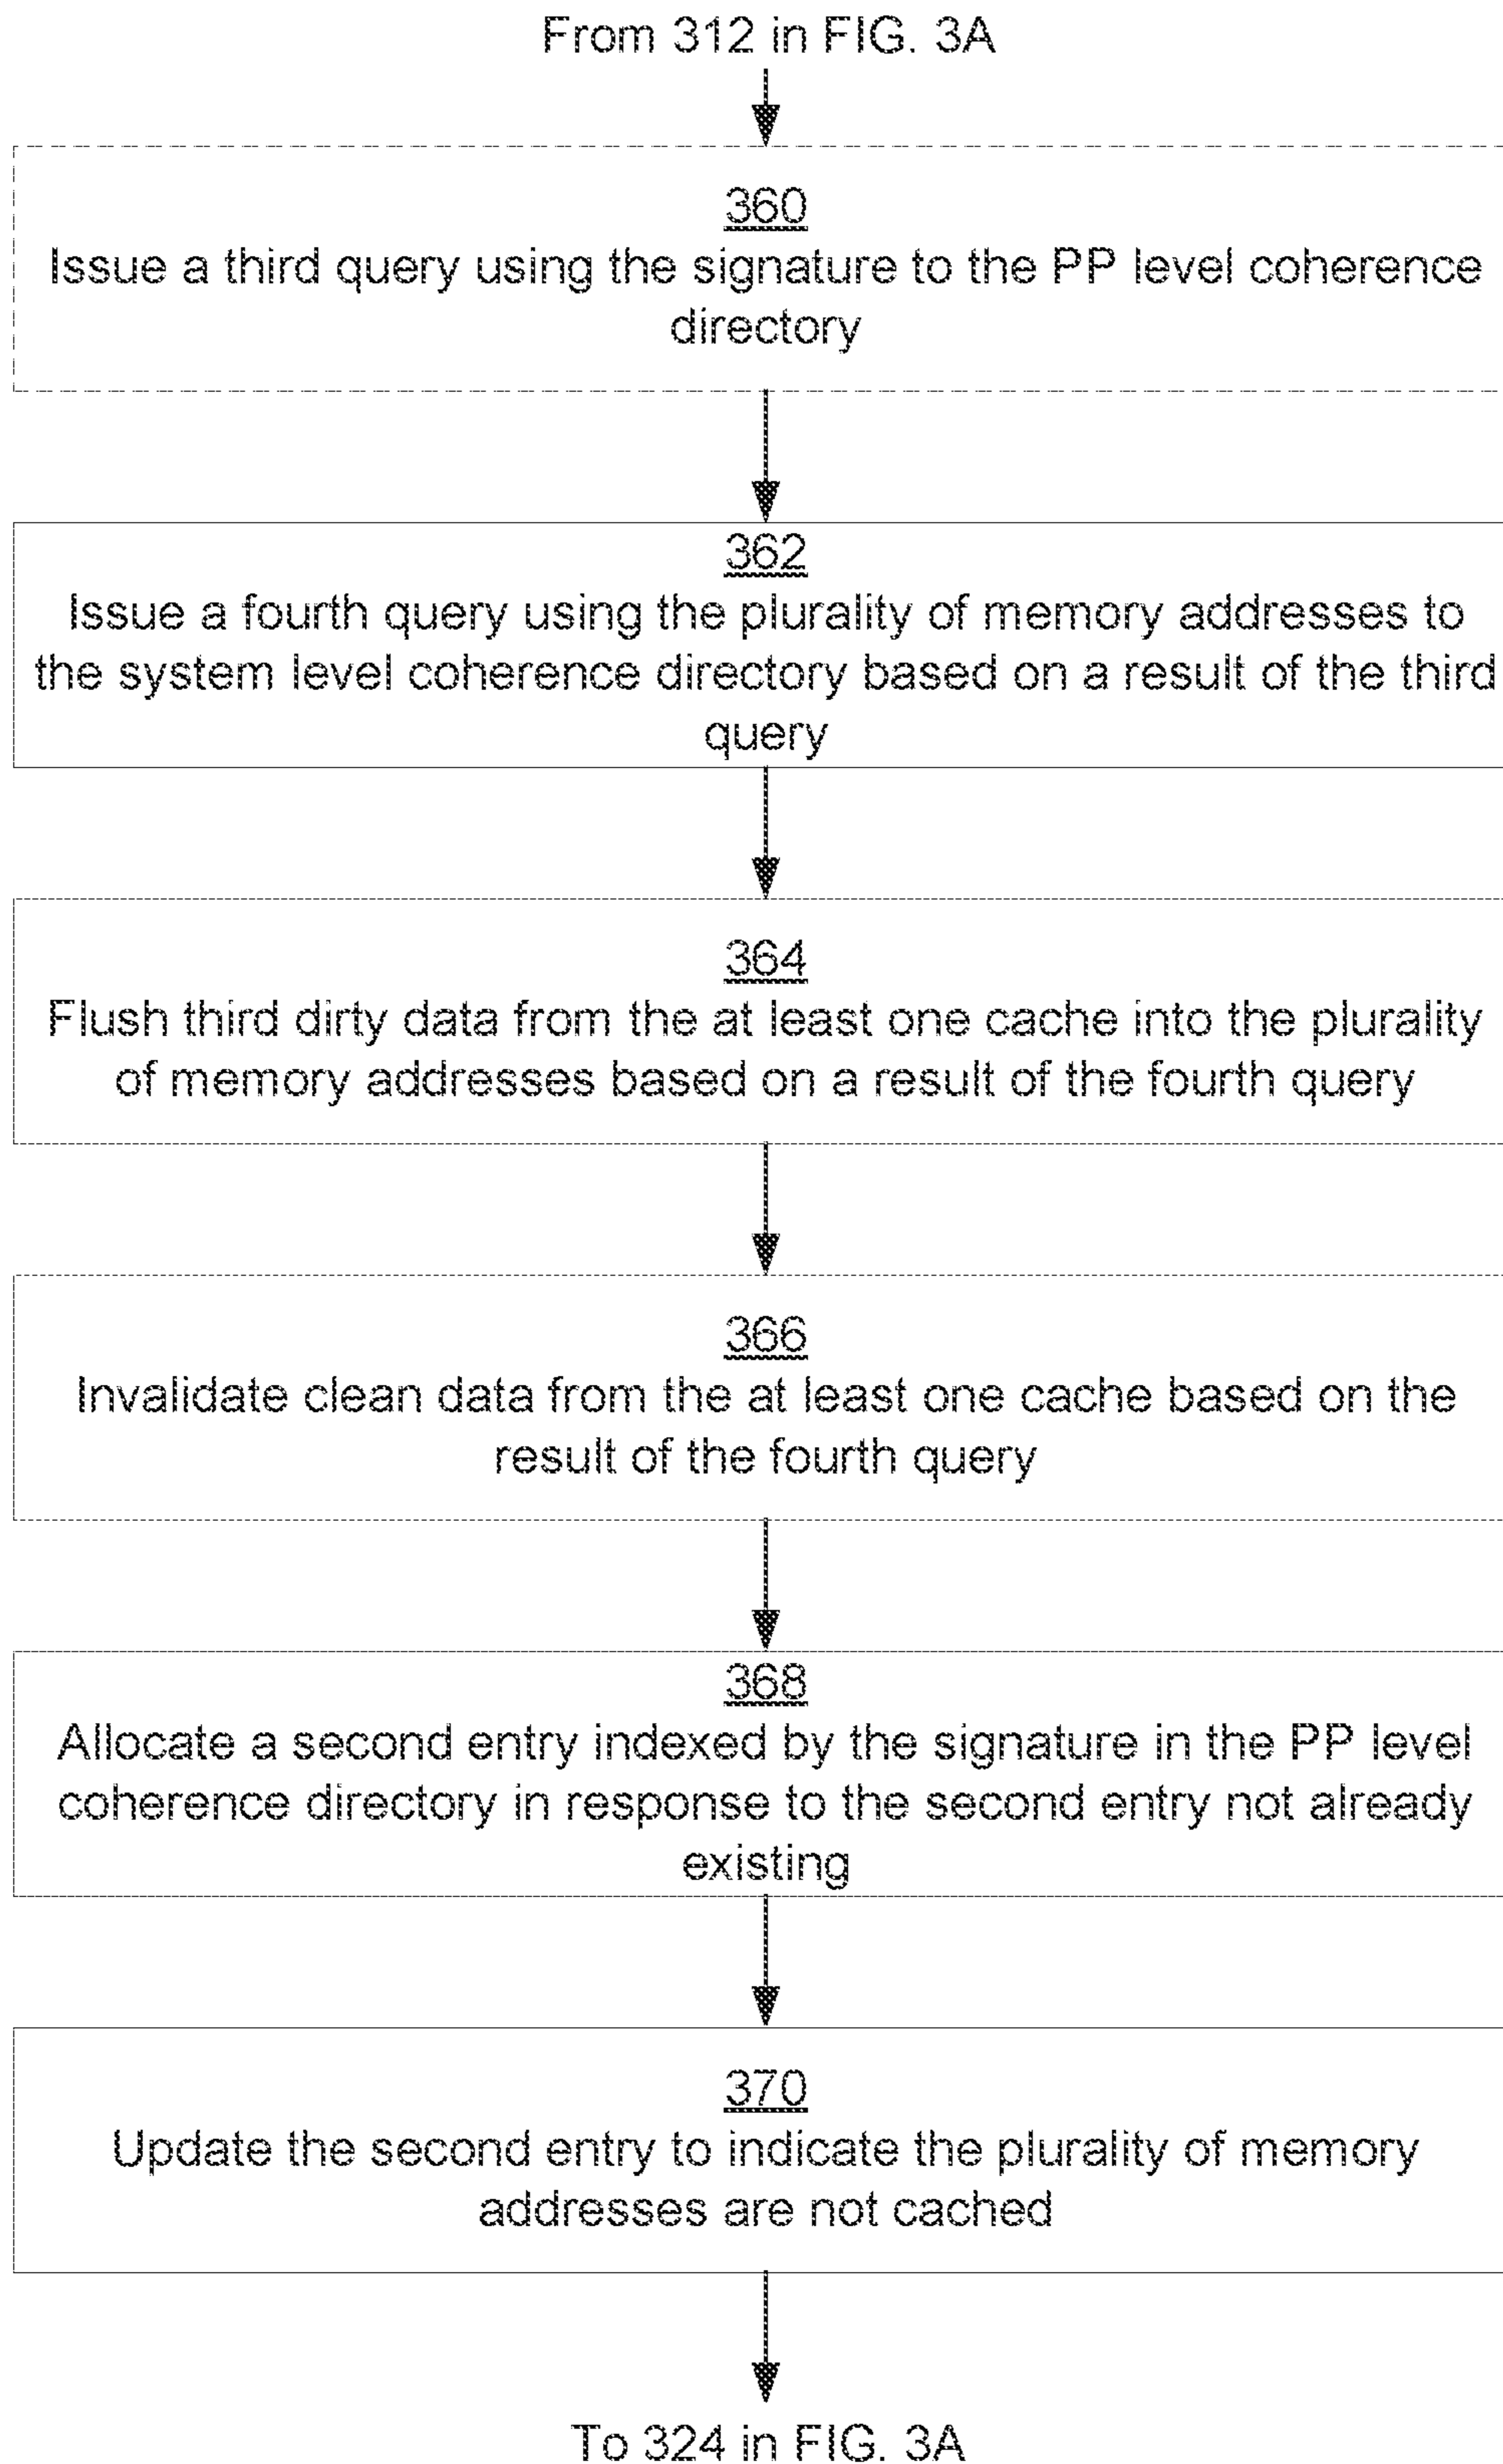 From 312 in FIG. 3A
360
Issue a third query using the signature to the PP level coherence
directory
362
Issue a fourth query using the plurality of memory addresses to
the system level coherence directory based on a result of the third
query
364
Flush third dirty data from the at least one cache into the plurality
of memory addresses based on a result of the fourth query
366
Invalidate clean data from the at least one cache based on the
result of the fourth query
368
Allocate a second entry indexed by the signature in the PP level
coherence directory in response to the second entry not already
existing
370
Update the second entry to indicate the plurality of memory
addresses are not cached
To 324 in FIG. 3A